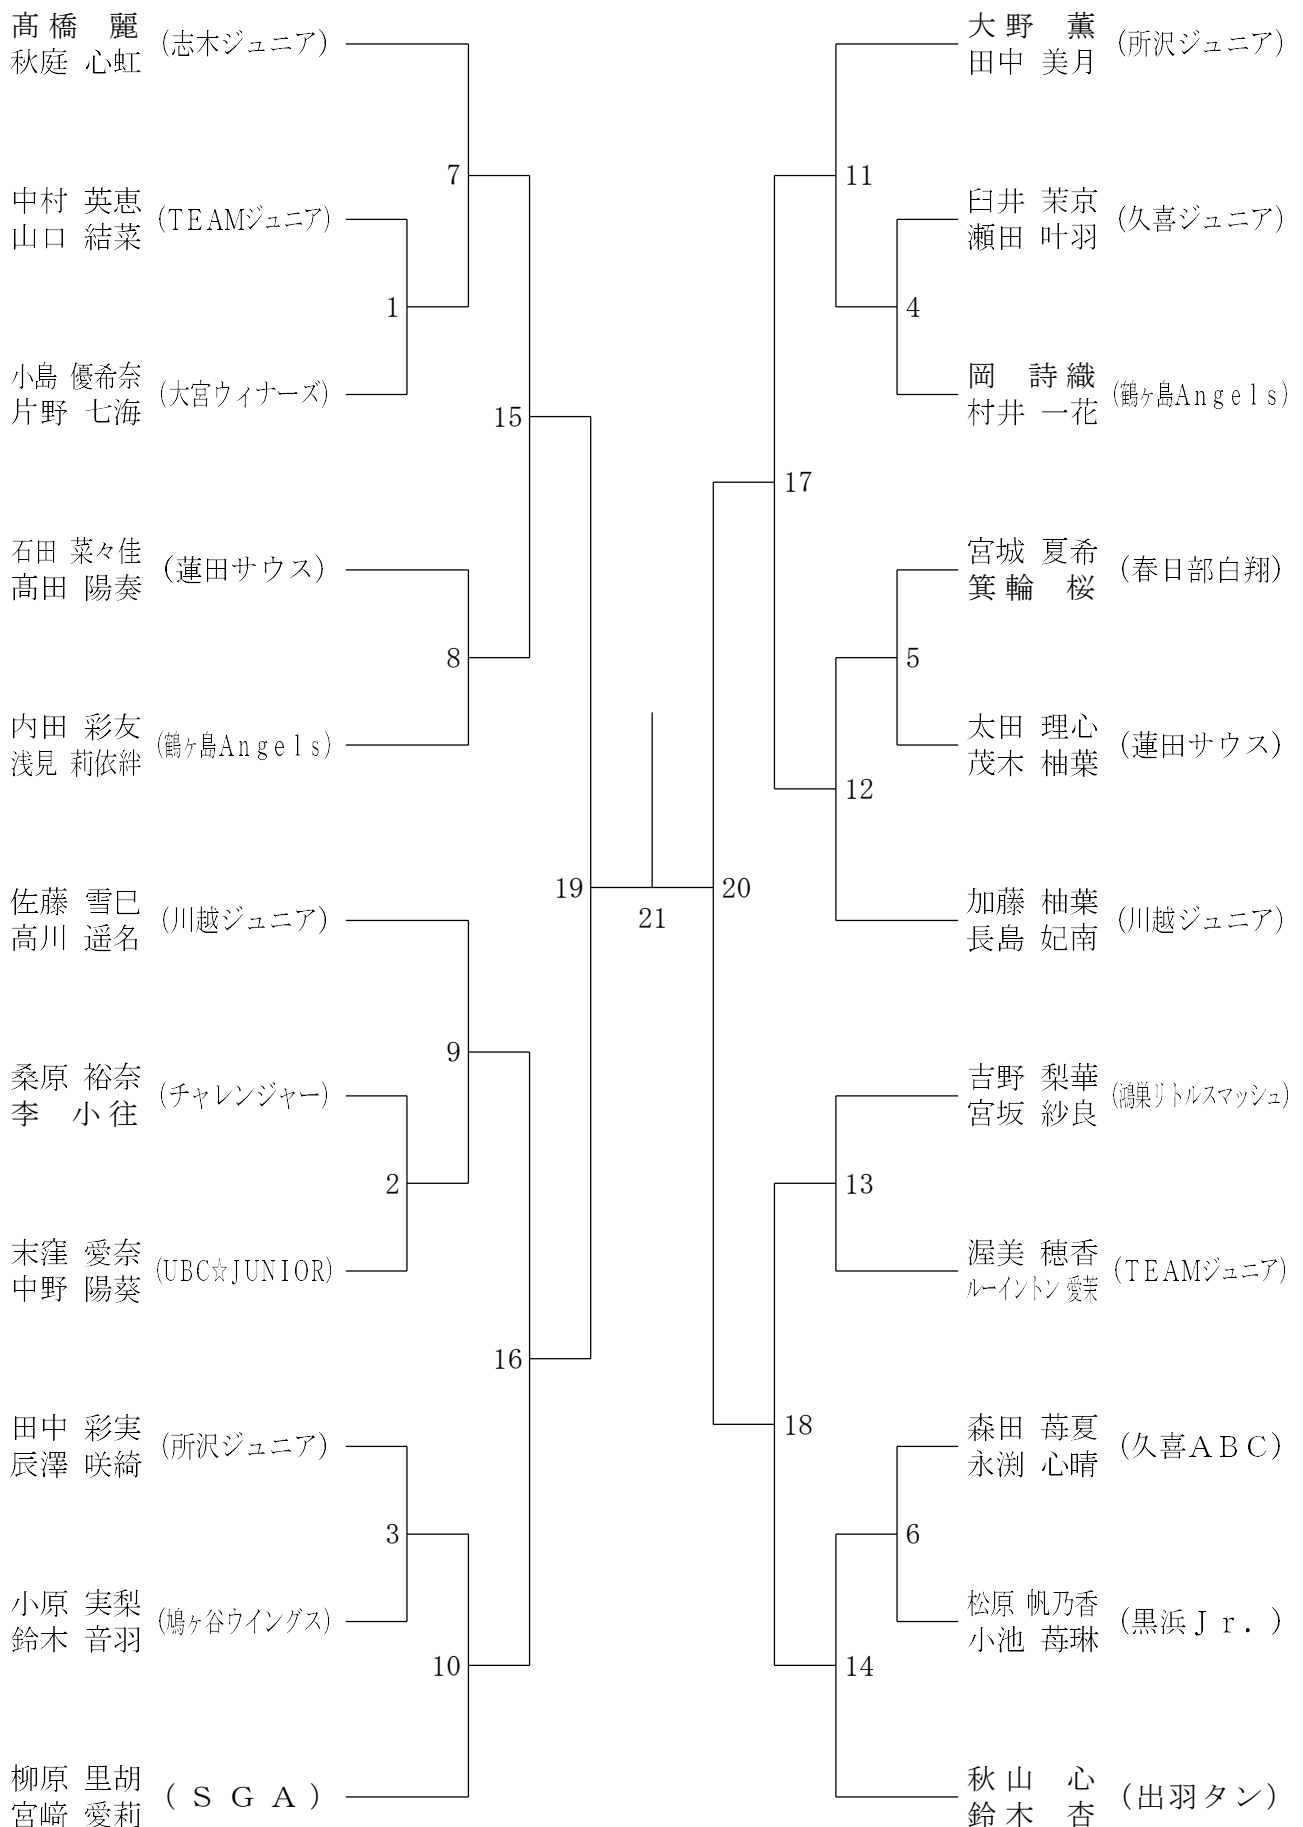 髙橋 麗
秋庭 心虹
(志木ジュニア)
7
中村 英恵
山口 結菜
(TEAMジュニア)
1
小島 優希奈
片野 七海
(大宮ウィナーズ)
15
石田 菜々佳
髙田 陽奏
(蓮田サウス)
8
内田 彩友
浅見 莉依絆
(鶴ヶ島Angels)
19
佐藤 雪巳
高川 遥名
(川越ジュニア)
9
桑原 裕奈
李 小往
(チャレンジャー)
2
末窪 愛奈
中野 陽葵
(UBC☆JUNIOR)
16
田中 彩実
辰澤 咲綺
(所沢ジュニア)
3
小原 実梨
鈴木 音羽
(鳩ヶ谷ウイングス)
10
柳原 里胡
宮﨑 愛莉
(SGA)
21
大野 薫
田中 美月
(所沢ジュニア)
11
臼井 茉京
瀬田 叶羽
(久喜ジュニア)
4
岡 詩織
村井 一花
(鶴ヶ島Angels)
17
宮城 夏希
箕輪 桜
(春日部白翔)
5
太田 理心
茂木 柚葉
(蓮田サウス)
12
加藤 柚葉
長島 妃南
(川越ジュニア)
20
吉野 梨華
宮坂 紗良
(鴻巣リトルスマッシュ)
13
渥美 穂香
ルーイントン 愛茉
(TEAMジュニア)
18
森田 苺夏
永渕 心晴
(久喜ABC)
6
松原 帆乃香
小池 苺琳
(黒浜Jr.)
14
秋山 心
鈴木 杏
(出羽タン)